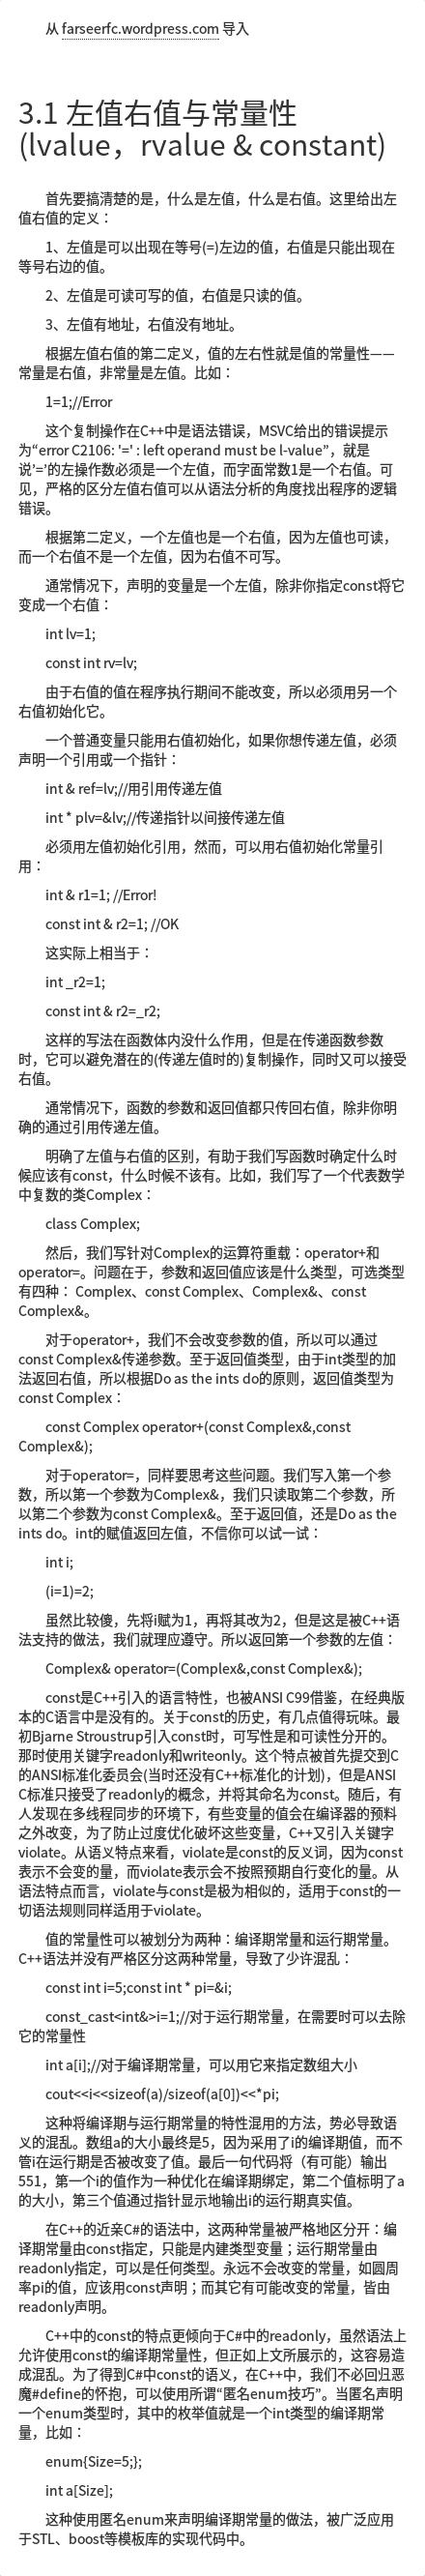 从 farseerfc.wordpress.com 导入
3.1 左值右值与常量性
(lvalue，rvalue & constant)
首先要搞清楚的是，什么是左值，什么是右值。这里给出左
值右值的定义：
1、左值是可以出现在等号(=)左边的值，右值是只能出现在
等号右边的值。
2、左值是可读可写的值，右值是只读的值。
3、左值有地址，右值没有地址。
根据左值右值的第二定义，值的左右性就是值的常量性——
常量是右值，非常量是左值。比如：
1=1;//Error
这个复制操作在C++中是语法错误，MSVC给出的错误提示
为“error C2106: '=' : left operand must be l-value”，就是
说’=’的左操作数必须是一个左值，而字面常数1是一个右值。可
见，严格的区分左值右值可以从语法分析的角度找出程序的逻辑
错误。
根据第二定义，一个左值也是一个右值，因为左值也可读，
而一个右值不是一个左值，因为右值不可写。
通常情况下，声明的变量是一个左值，除非你指定const将它
变成一个右值：
int lv=1;
const int rv=lv;
由于右值的值在程序执行期间不能改变，所以必须用另一个
右值初始化它。
一个普通变量只能用右值初始化，如果你想传递左值，必须
声明一个引用或一个指针：
int & ref=lv;//用引用传递左值
int * plv=&lv;//传递指针以间接传递左值
必须用左值初始化引用，然而，可以用右值初始化常量引
用：
int & r1=1; //Error!
const int & r2=1; //OK
这实际上相当于：
int _r2=1;
const int & r2=_r2;
这样的写法在函数体内没什么作用，但是在传递函数参数
时，它可以避免潜在的(传递左值时的)复制操作，同时又可以接受
右值。
通常情况下，函数的参数和返回值都只传回右值，除非你明
确的通过引用传递左值。
明确了左值与右值的区别，有助于我们写函数时确定什么时
候应该有const，什么时候不该有。比如，我们写了一个代表数学
中复数的类Complex：
class Complex;
然后，我们写针对Complex的运算符重载：operator+和
operator=。问题在于，参数和返回值应该是什么类型，可选类型
有四种： Complex、const Complex、Complex&、const
Complex&。
对于operator+，我们不会改变参数的值，所以可以通过
const Complex&传递参数。至于返回值类型，由于int类型的加
法返回右值，所以根据Do as the ints do的原则，返回值类型为
const Complex：
const Complex operator+(const Complex&,const
Complex&);
对于operator=，同样要思考这些问题。我们写入第一个参
数，所以第一个参数为Complex&，我们只读取第二个参数，所
以第二个参数为const Complex&。至于返回值，还是Do as the
ints do。int的赋值返回左值，不信你可以试一试：
int i;
(i=1)=2;
虽然比较傻，先将i赋为1，再将其改为2，但是这是被C++语
法支持的做法，我们就理应遵守。所以返回第一个参数的左值：
Complex& operator=(Complex&,const Complex&);
const是C++引入的语言特性，也被ANSI C99借鉴，在经典版
本的C语言中是没有的。关于const的历史，有几点值得玩味。最
初Bjarne Stroustrup引入const时，可写性是和可读性分开的。
那时使用关键字readonly和writeonly。这个特点被首先提交到C
的ANSI标准化委员会(当时还没有C++标准化的计划)，但是ANSI
C标准只接受了readonly的概念，并将其命名为const。随后，有
人发现在多线程同步的环境下，有些变量的值会在编译器的预料
之外改变，为了防止过度优化破坏这些变量，C++又引入关键字
violate。从语义特点来看，violate是const的反义词，因为const
表示不会变的量，而violate表示会不按照预期自行变化的量。从
语法特点而言，violate与const是极为相似的，适用于const的一
切语法规则同样适用于violate。
值的常量性可以被划分为两种：编译期常量和运行期常量。
C++语法并没有严格区分这两种常量，导致了少许混乱：
const int i=5;const int * pi=&i;
const_cast<int&>i=1;//对于运行期常量，在需要时可以去除
它的常量性
int a[i];//对于编译期常量，可以用它来指定数组大小
cout<<i<<sizeof(a)/sizeof(a[0])<<*pi;
这种将编译期与运行期常量的特性混用的方法，势必导致语
义的混乱。数组a的大小最终是5，因为采用了i的编译期值，而不
管i在运行期是否被改变了值。最后一句代码将（有可能）输出
551，第一个i的值作为一种优化在编译期绑定，第二个值标明了a
的大小，第三个值通过指针显示地输出i的运行期真实值。
在C++的近亲C#的语法中，这两种常量被严格地区分开：编
译期常量由const指定，只能是内建类型变量；运行期常量由
readonly指定，可以是任何类型。永远不会改变的常量，如圆周
率pi的值，应该用const声明；而其它有可能改变的常量，皆由
readonly声明。
C++中的const的特点更倾向于C#中的readonly，虽然语法上
允许使用const的编译期常量性，但正如上文所展示的，这容易造
成混乱。为了得到C#中const的语义，在C++中，我们不必回归恶
魔#define的怀抱，可以使用所谓“匿名enum技巧”。当匿名声明
一个enum类型时，其中的枚举值就是一个int类型的编译期常
量，比如：
enum{Size=5;};
int a[Size];
这种使用匿名enum来声明编译期常量的做法，被广泛应用
于STL、boost等模板库的实现代码中。